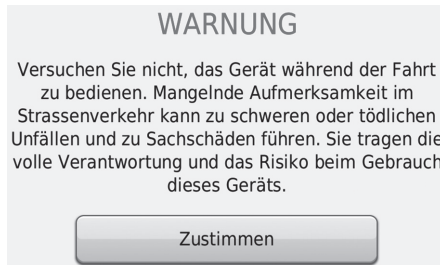 WARNUNG
Versuchen Sie nicht, das Gerät während der Fahrt
zu bedienen. Mangelnde Aufmerksamkeit im
Strassenverkehr kann zu schweren oder tödlichen
Unfällen und zu Sachschäden führen. Sie tragen die
volle Verantwortung und das Risiko beim Gebrauch
dieses Geräts.
Zustimmen